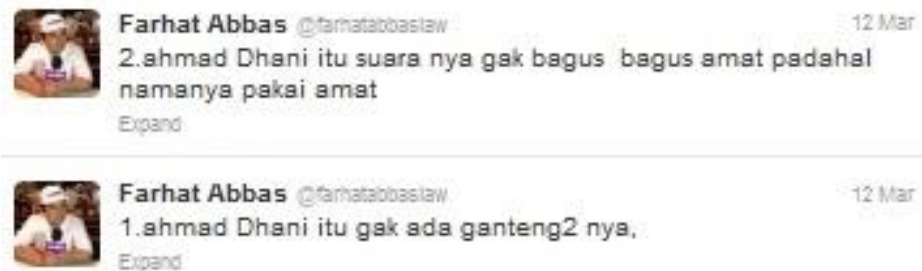 Farhat Abbas @farhatabbaslaw 12 Mar
2.ahmad Dhani itu suara nya gak bagus bagus amat padahal
namanya pakai amat
Expand
Farhat Abbas @farhatabbaslaw 12 Mar
1.ahmad Dhani itu gak ada ganteng2 nya,
Expand